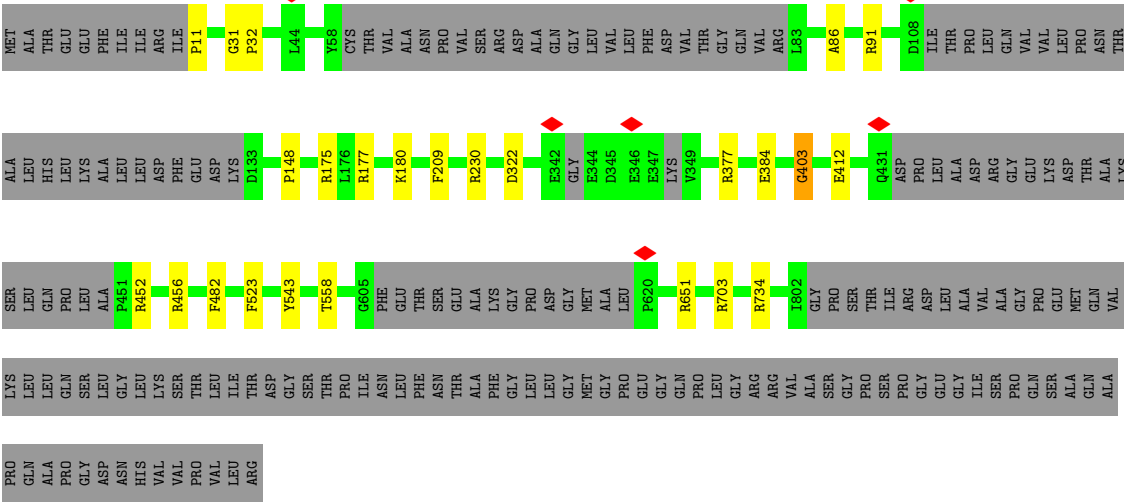 MET ALA THR GLU GLU PHE ILE ILE ARG ILE P11 G31 P32 L44 Y58 CYS THR VAL ALA ASN PRO VAL SER ARG ASP ALA GLN GLY LEU VAL LEU PHE ASP VAL THR GLY GLN VAL ARG L83 A86 R91 D108 ILE THR PRO LEU GLN VAL VAL LEU PRO ASN THR
ALA LEU HIS LEU LYS ALA LEU LEU ASP PHE GLU ASP LYS D133 P148 R175 L176 R177 K180 F209 R230 D322 E342 GLY E344 D345 E346 E347 LYS V349 R377 E384 G403 E412 Q431 ASP PRO LEU ALA ASP ARG GLY GLU LYS ASP THR ALA LYS
SER LEU GLN PRO LEU ALA P451 R452 R456 F482 F523 Y543 T558 G605 PHE GLU THR SER GLU ALA LYS GLY PRO ASP GLY MET ALA LEU P620 R651 R703 R734 I802 GLY PRO SER THR ILE ARG ASP LEU ALA VAL ALA GLY PRO GLU MET GLN VAL
LYS LEU LEU GLN SER LEU GLY LEU LYS SER THR LEU ILE THR ASP GLY SER THR PRO ILE ASN LEU PHE ASN THR ALA PHE GLY LEU LEU GLY MET GLY PRO GLU GLY GLN PRO LEU GLY ARG ARG VAL ALA SER GLY PRO SER PRO GLY GLU GLY ILE SER PRO GLN SER ALA GLN ALA
PRO GLN ALA PRO GLY ASP ASN HIS VAL VAL PRO VAL LEU ARG